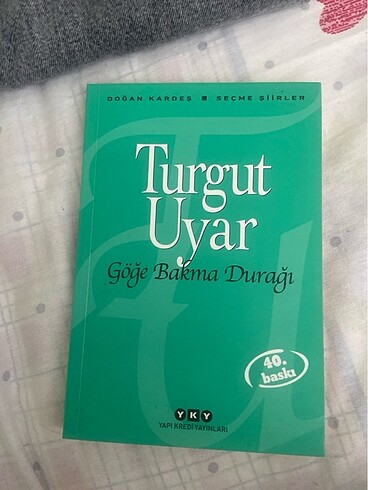 DOĞAN KARDEŞ ■ SEÇME ŞİİRLER
Turgut
Uyar
Göğe Bakma Durağı
40.
baskı
YKY
YAPI KREDİ YAYINLARI